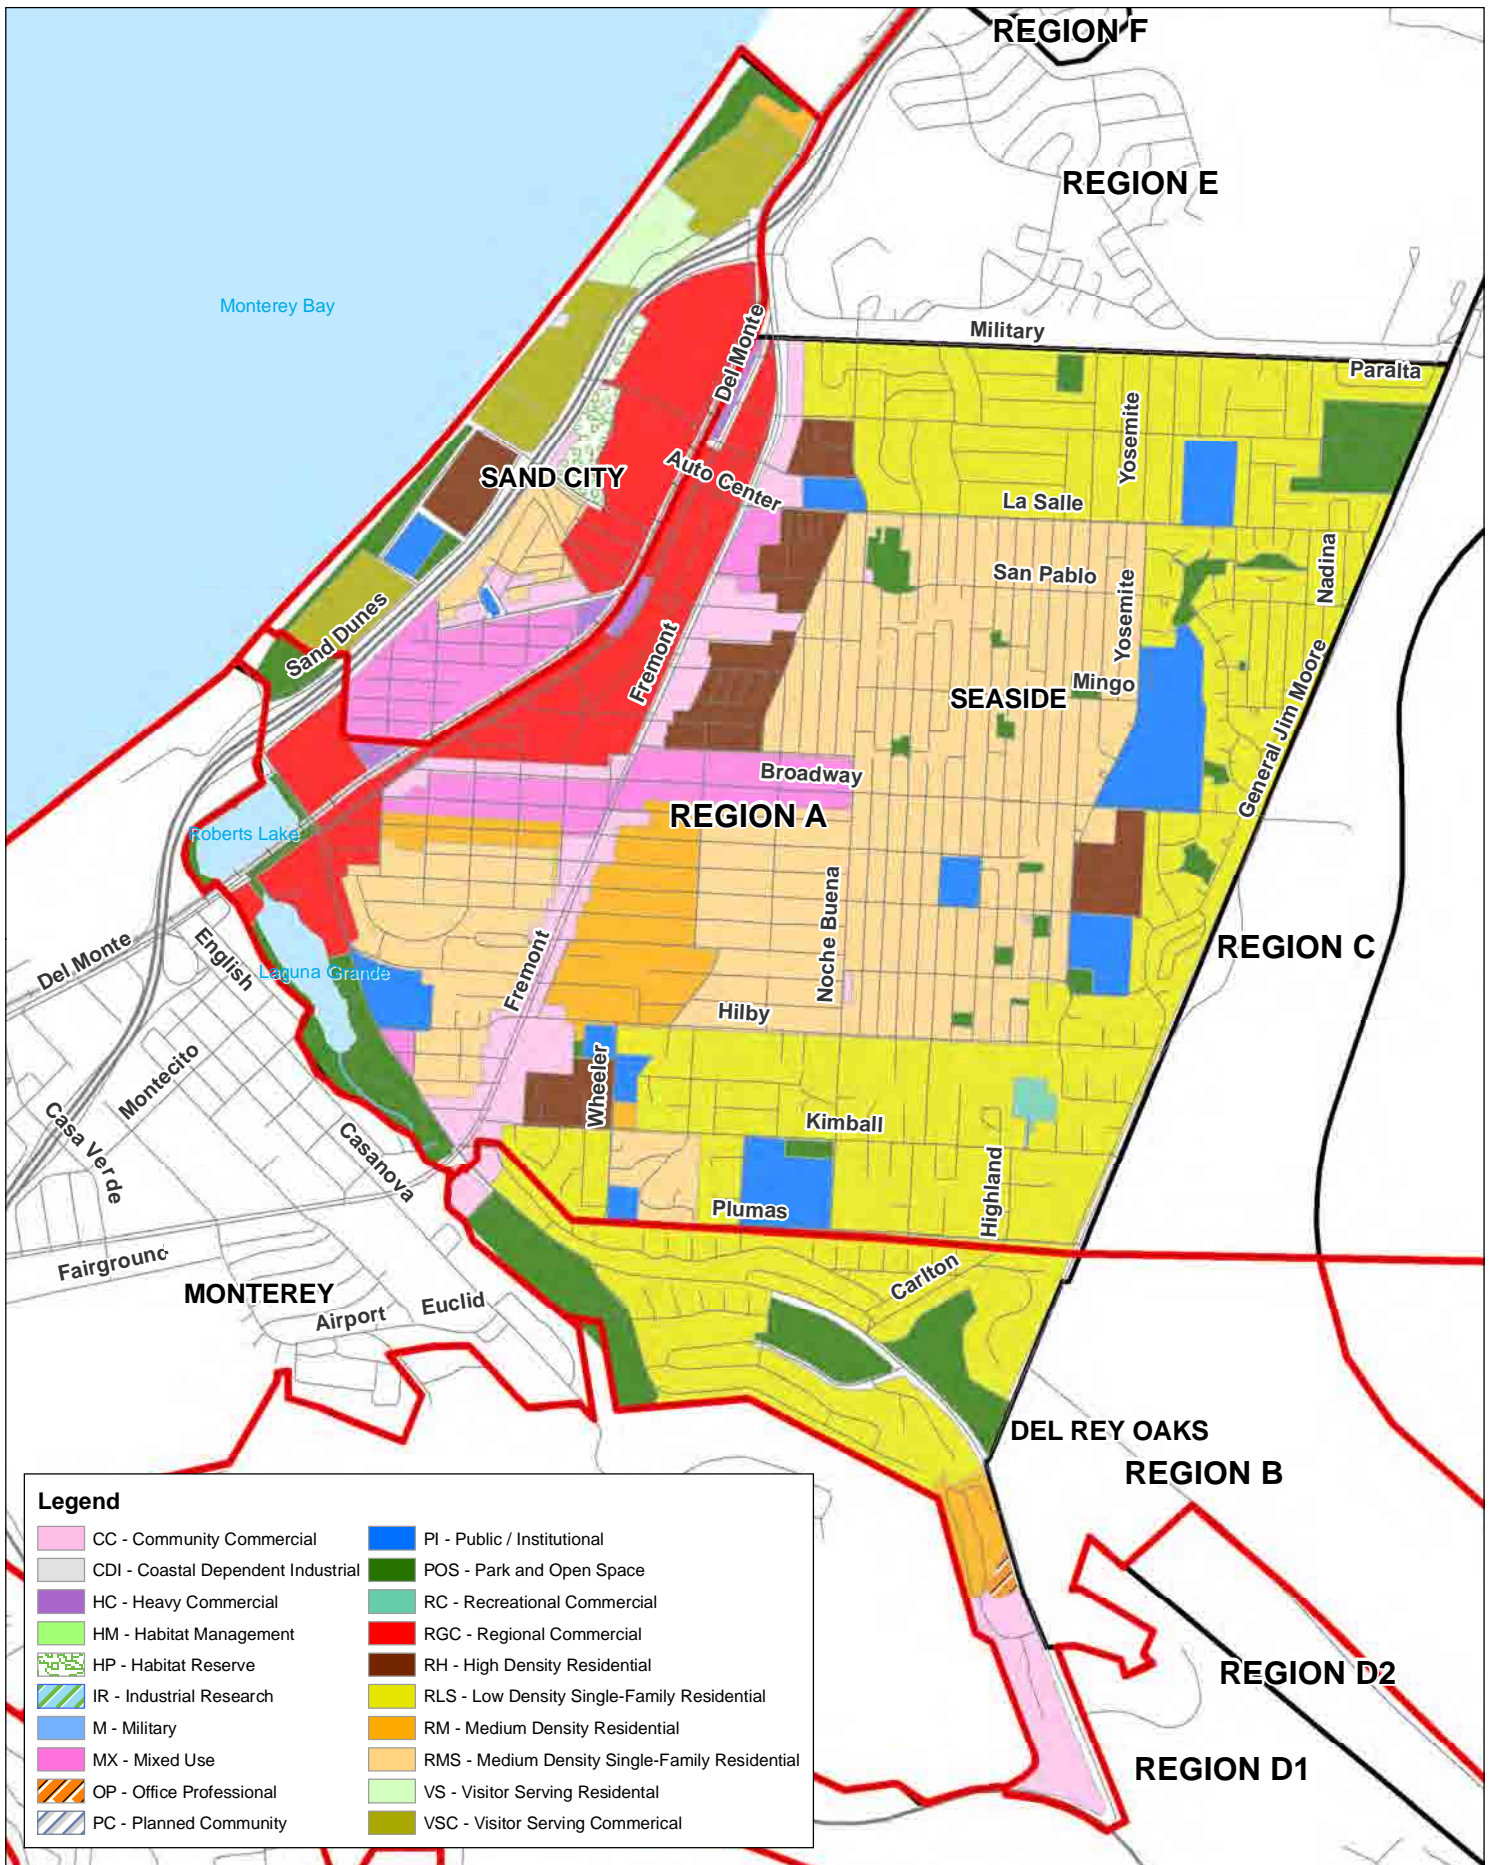 REGION F
REGION E
Monterey Bay
Military
Del Monte
Paralta
Yosemite
SAND CITY
Auto Center
La Salle
Nadina
San Pablo
Yosemite
Sand Dunes
Fremont
Mingo
SEASIDE
General Jim Moore
Broadway
REGION A
Roberts Lake
Noche Buena
Del Monte
English
Laguna Grande
Fremont
REGION C
Hilby
Montecito
Wheeler
Casa Verde
Casanova
Kimball
Highland
Plumas
Fairground
Carlton
MONTEREY
Airport
Euclid
DEL REY OAKS
REGION B
REGION D2
REGION D1
Legend
CC - Community Commercial
CDI - Coastal Dependent Industrial
HC - Heavy Commercial
HM - Habitat Management
HP - Habitat Reserve
IR - Industrial Research
M - Military
MX - Mixed Use
OP - Office Professional
PC - Planned Community
PI - Public / Institutional
POS - Park and Open Space
RC - Recreational Commercial
RGC - Regional Commercial
RH - High Density Residential
RLS - Low Density Single-Family Residential
RM - Medium Density Residential
RMS - Medium Density Single-Family Residential
VS - Visitor Serving Residental
VSC - Visitor Serving Commerical